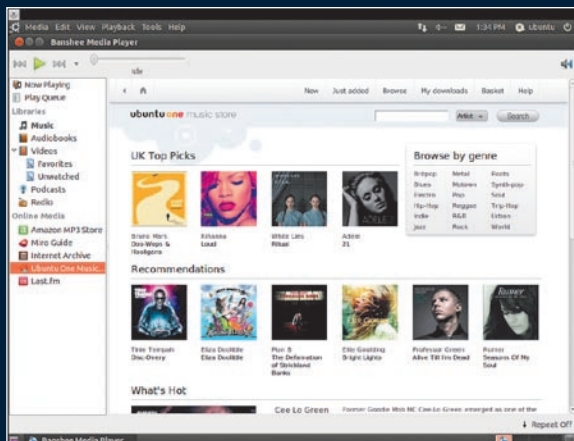 Media Edit View Playback Tools Help
1:34 PM ubuntu
Banshee Media Player
Now Playing
Play Queue
Libraries
Music
Audiobooks
Videos
Favorites
Unwatched
Podcasts
Radio
Online Media
Amazon MP3 Store
Miro Guide
Internet Archive
Ubuntu One Music...
Last.fm
New Just added Browse My downloads Basket Help
ubuntu one music store
Artist Search
UK Top Picks
Bruno Mars
Doo-Wops &
Hooligans
Rihanna
Loud
White Lies
Ritual
Adele
21
Browse by genre
Britpop Metal Roots
Blues Motown Synth-pop
Electro Pop Soul
Hip-Hop Reggae Trip-Hop
Indie R&B Urban
Jazz Rock World
Recommendations
Tinie Tempah
Disc-Overy
Eliza Doolittle
Eliza Doolittle
Plan B
The Defamation
of Strickland
Banks
Ellie Goulding
Bright Lights
Professor Green
Alive Till I'm Dead
Rumer
Seasons Of My
Soul
What's Hot
Cee Lo Green
Former Goodie Mob MC Cee-Lo Green emerged as one of the
Repeat Off
Banshee Media Player